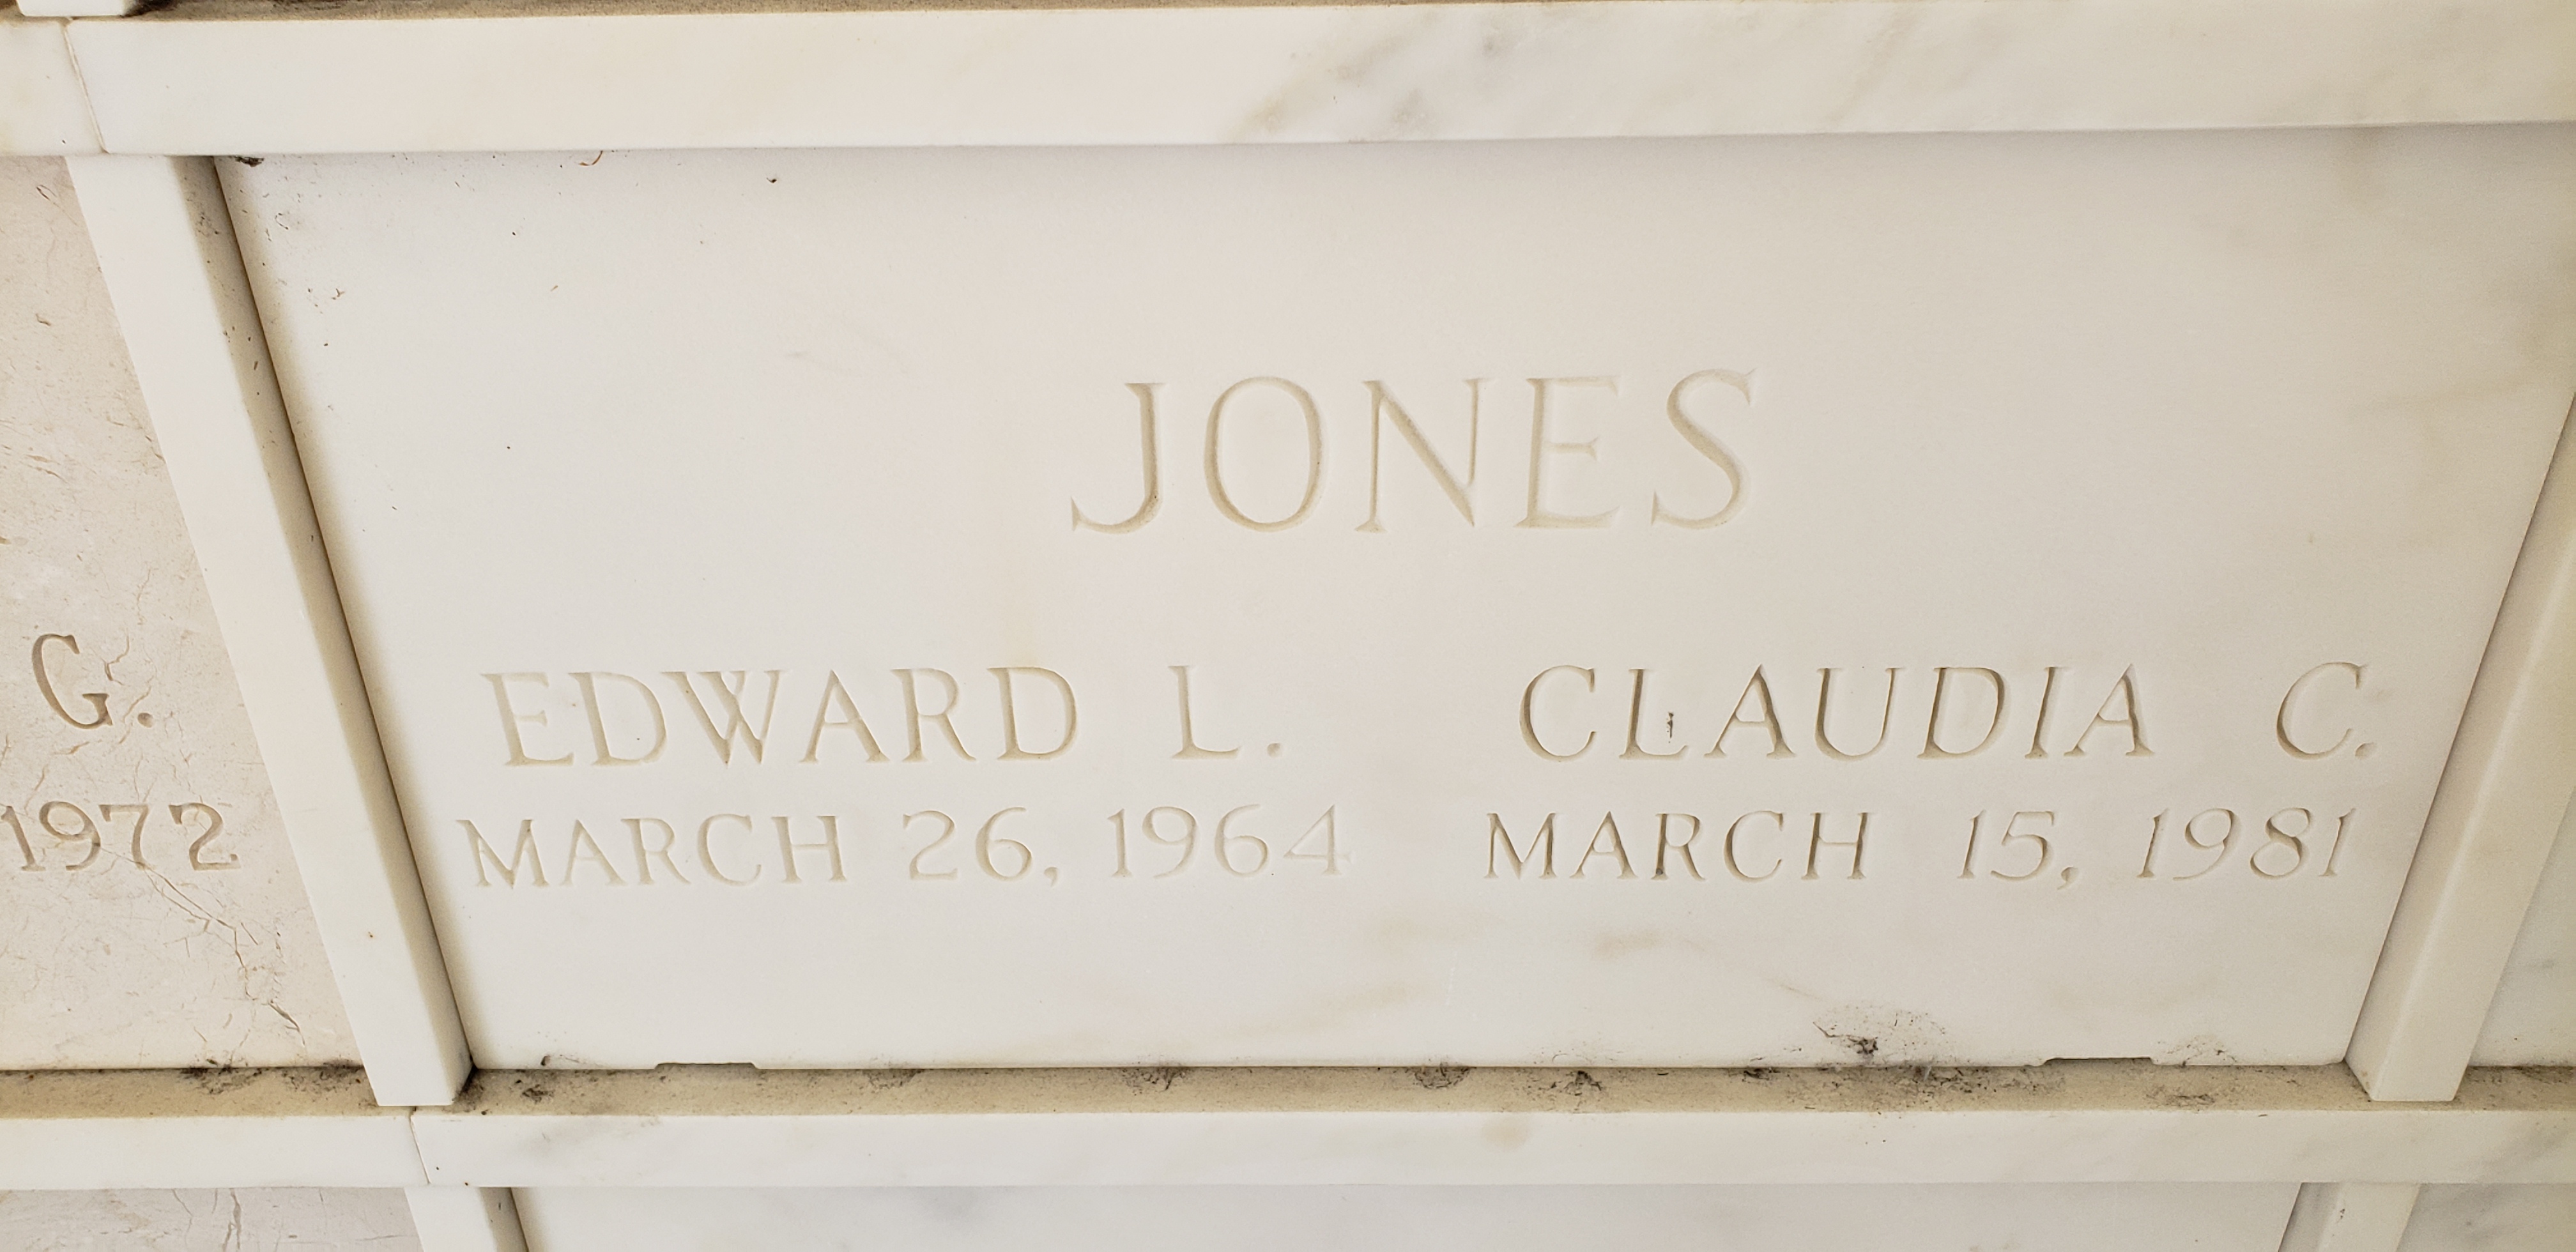 JONES
EDWARD L. CLAUDIA C.
MARCH 26, 1964 MARCH 15, 1981
G.
1972